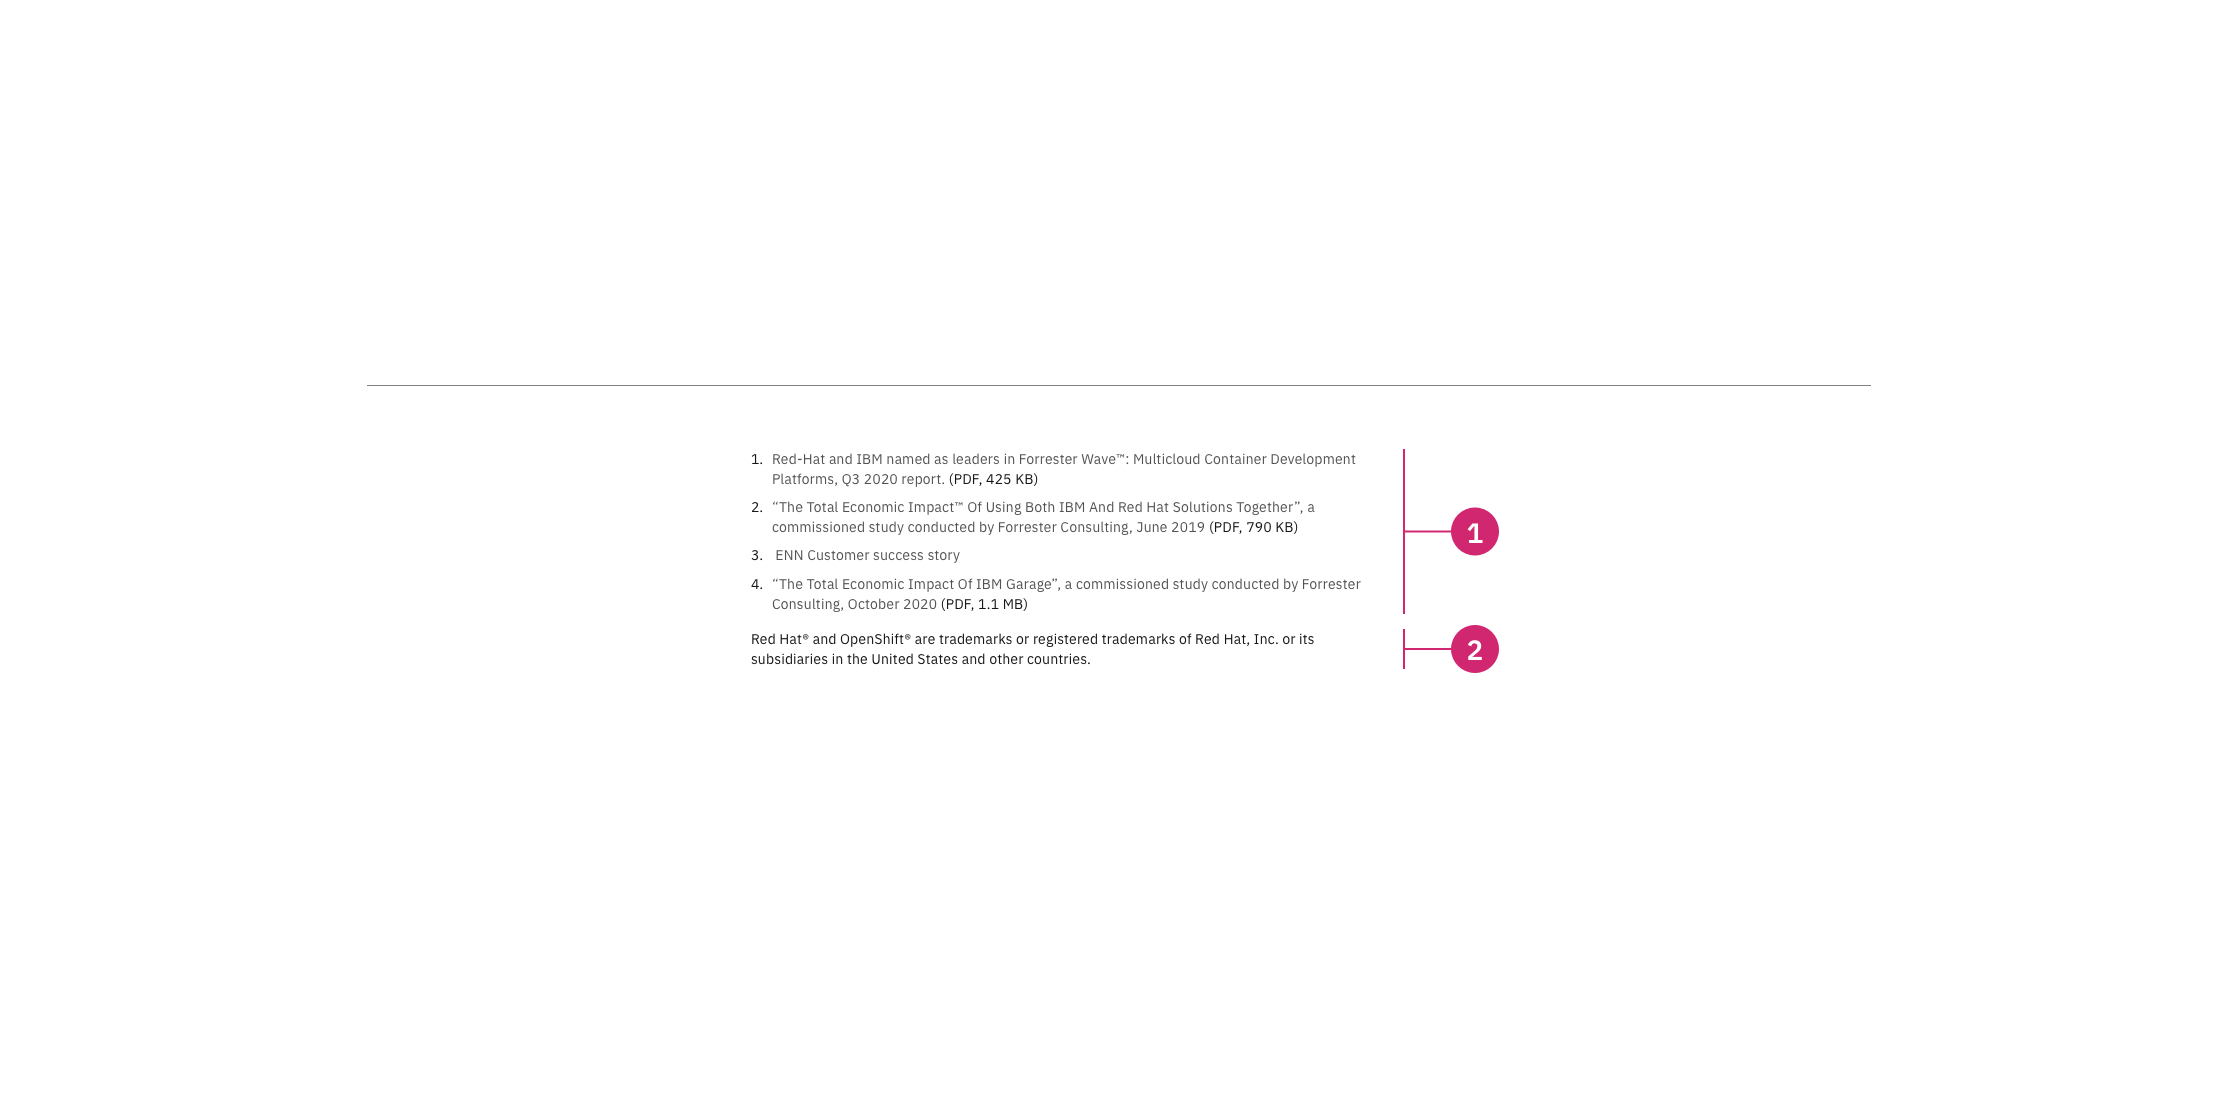 1. Red-Hat and IBM named as leaders in Forrester Wave™: Multicloud Container Development
Platforms, Q3 2020 report. (PDF, 425 KB)
2. “The Total Economic Impact™ Of Using Both IBM And Red Hat Solutions Together”, a
commissioned study conducted by Forrester Consulting, June 2019 (PDF, 790 KB)
3. ENN Customer success story
4. “The Total Economic Impact Of IBM Garage”, a commissioned study conducted by Forrester
Consulting, October 2020 (PDF, 1.1 MB)
1
Red Hat® and OpenShift® are trademarks or registered trademarks of Red Hat, Inc. or its
subsidiaries in the United States and other countries.
2